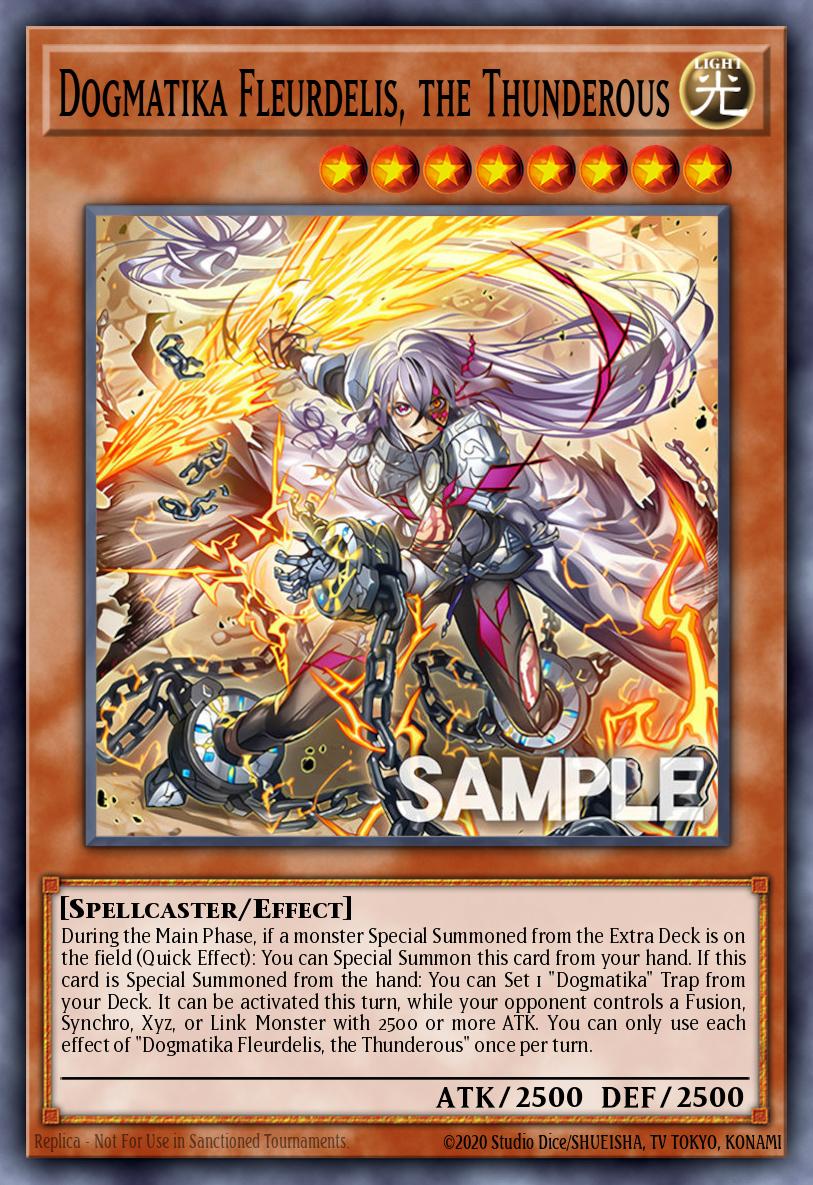 Dogmatika Fleurdelis, the Thunderous
LIGHT
光
SAMPLE
[Spellcaster/Effect]
During the Main Phase, if a monster Special Summoned from the Extra Deck is on
the field (Quick Effect): You can Special Summon this card from your hand. If this
card is Special Summoned from the hand: You can Set 1 "Dogmatika" Trap from
your Deck. It can be activated this turn, while your opponent controls a Fusion,
Synchro, Xyz, or Link Monster with 2500 or more ATK. You can only use each
effect of "Dogmatika Fleurdelis, the Thunderous" once per turn.
ATK/2500 DEF/2500
Replica - Not For Use in Sanctioned Tournaments.
©2020 Studio Dice/SHUEISHA, TV TOKYO, KONAMI